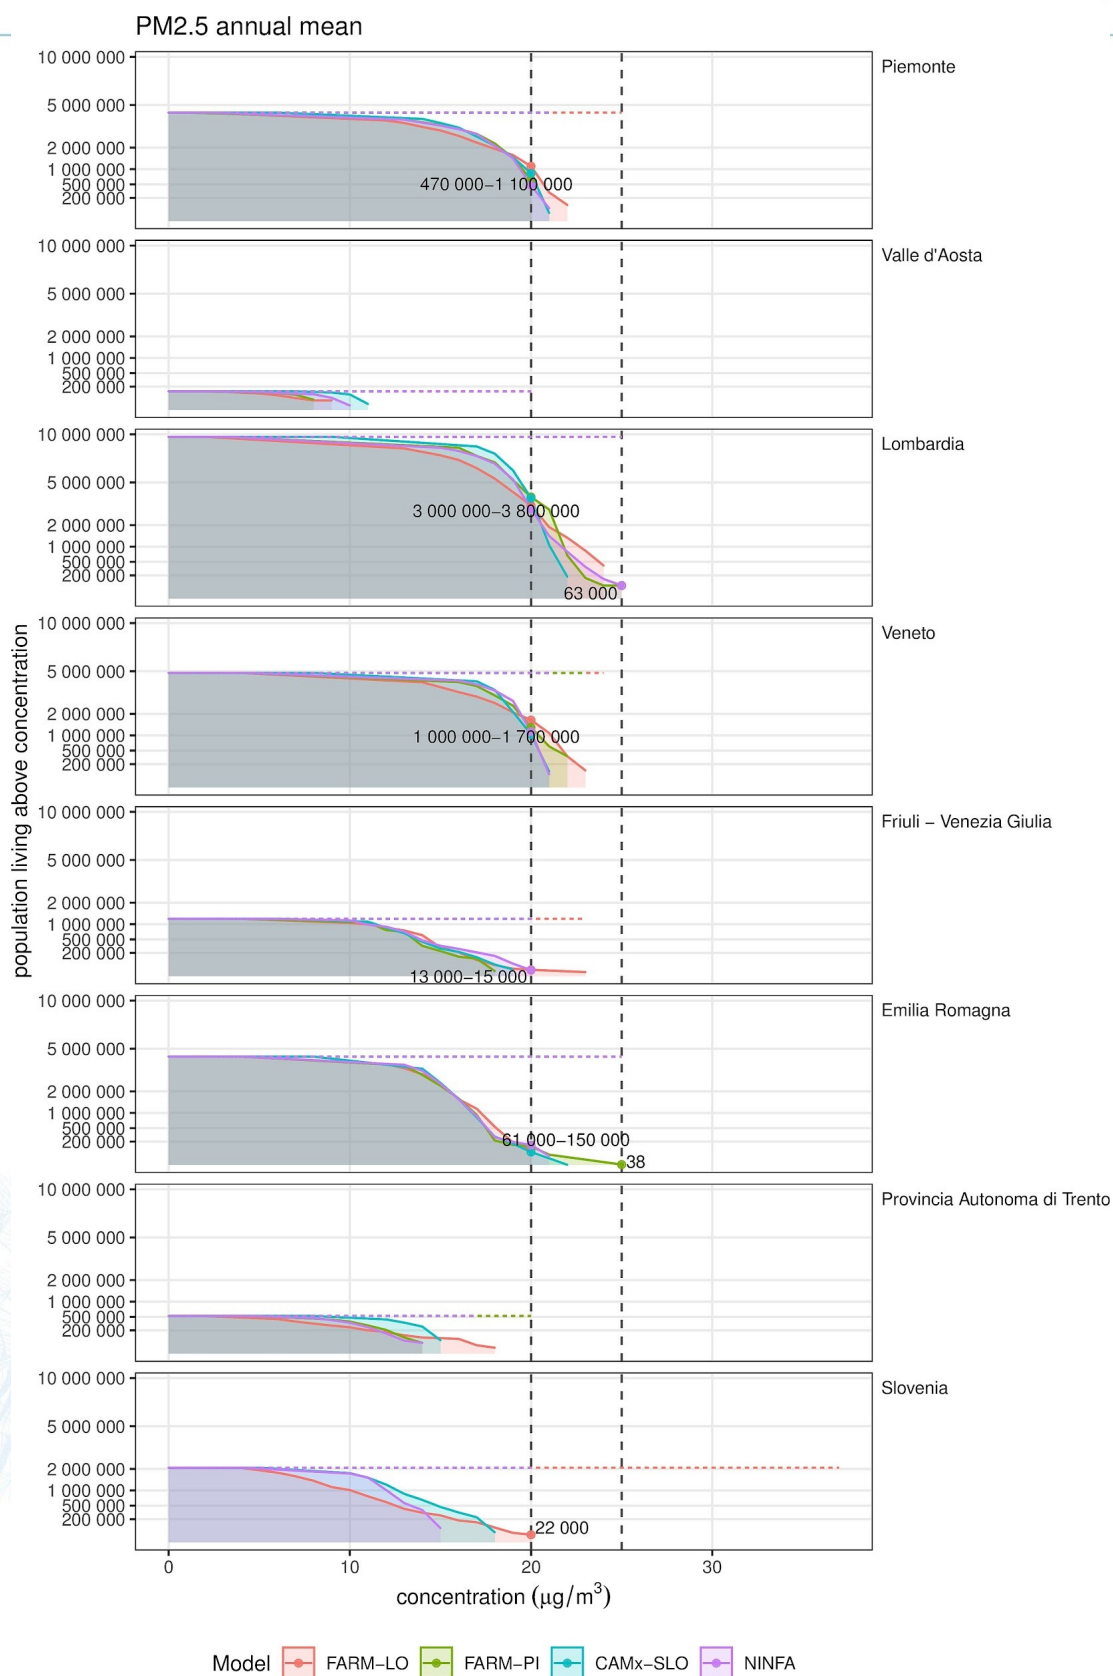 PM2.5 annual mean
population living above concentration
10 000 000
5 000 000
2 000 000
1 000 000
500 000
200 000
470 000−1 100 000
Piemonte
10 000 000
5 000 000
2 000 000
1 000 000
500 000
200 000
Valle d'Aosta
10 000 000
5 000 000
2 000 000
1 000 000
500 000
200 000
3 000 000−3 800 000
63 000
Lombardia
10 000 000
5 000 000
2 000 000
1 000 000
500 000
200 000
1 000 000−1 700 000
Veneto
10 000 000
5 000 000
2 000 000
1 000 000
500 000
200 000
13 000−15 000
Friuli − Venezia Giulia
10 000 000
5 000 000
2 000 000
1 000 000
500 000
200 000
61 000−150 000
38
Emilia Romagna
10 000 000
5 000 000
2 000 000
1 000 000
500 000
200 000
Provincia Autonoma di Trento
10 000 000
5 000 000
2 000 000
1 000 000
500 000
200 000
22 000
Slovenia
0 10 20 30
concentration (μg/m³)
Model FARM−LO FARM−PI CAMx−SLO NINFA